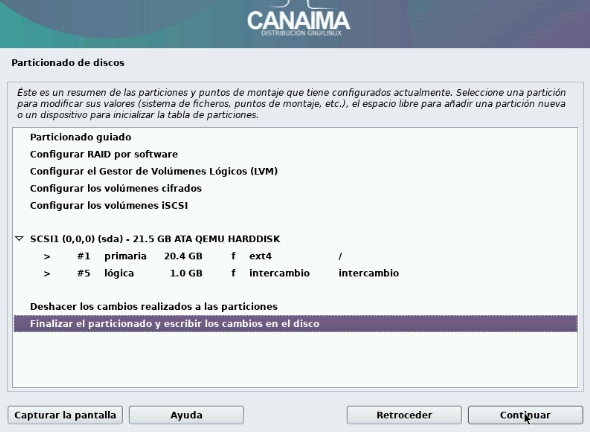 CANAIMA
DISTRIBUCIÓN GNU/LINUX
Particionado de discos
Éste es un resumen de las particiones y puntos de montaje que tiene configurados actualmente. Seleccione una partición
para modificar sus valores (sistema de ficheros, puntos de montaje, etc.), el espacio libre para añadir una partición nueva
o un dispositivo para inicializar la tabla de particiones.
Particionado guiado
Configurar RAID por software
Configurar el Gestor de Volúmenes Lógicos (LVM)
Configurar los volúmenes cifrados
Configurar los volúmenes iSCSI
SCSI1 (0,0,0) (sda) - 21.5 GB ATA QEMU HARDDISK
> #1 primaria 20.4 GB f ext4 /
> #5 lógica 1.0 GB f intercambio intercambio
Deshacer los cambios realizados a las particiones
Finalizar el particionado y escribir los cambios en el disco
Capturar la pantalla Ayuda Retroceder Continuar